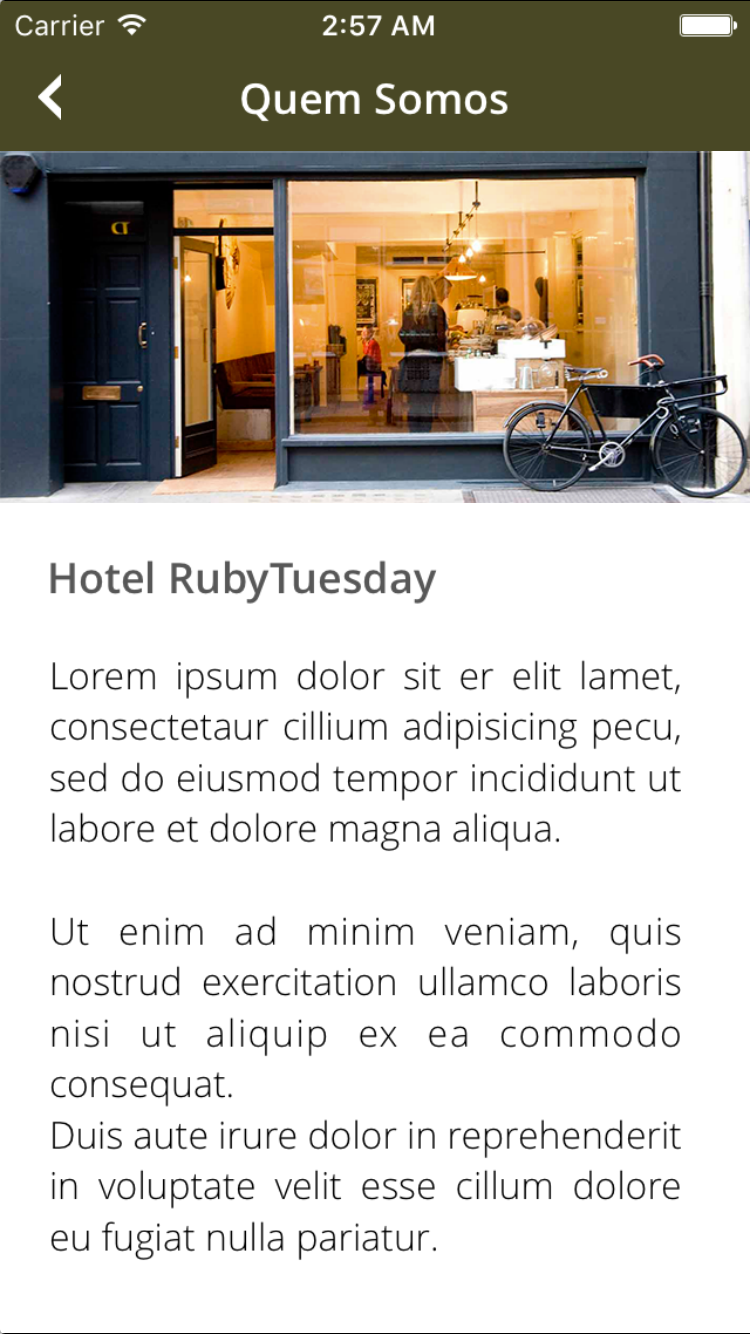 Carrier 2:57 AM
Quem Somos
Hotel RubyTuesday
Lorem ipsum dolor sit er elit lamet,
consectetaur cillium adipisicing pecu,
sed do eiusmod tempor incididunt ut
labore et dolore magna aliqua.
Ut enim ad minim veniam, quis
nostrud exercitation ullamco laboris
nisi ut aliquip ex ea commodo
consequat.
Duis aute irure dolor in reprehenderit
in voluptate velit esse cillum dolore
eu fugiat nulla pariatur.